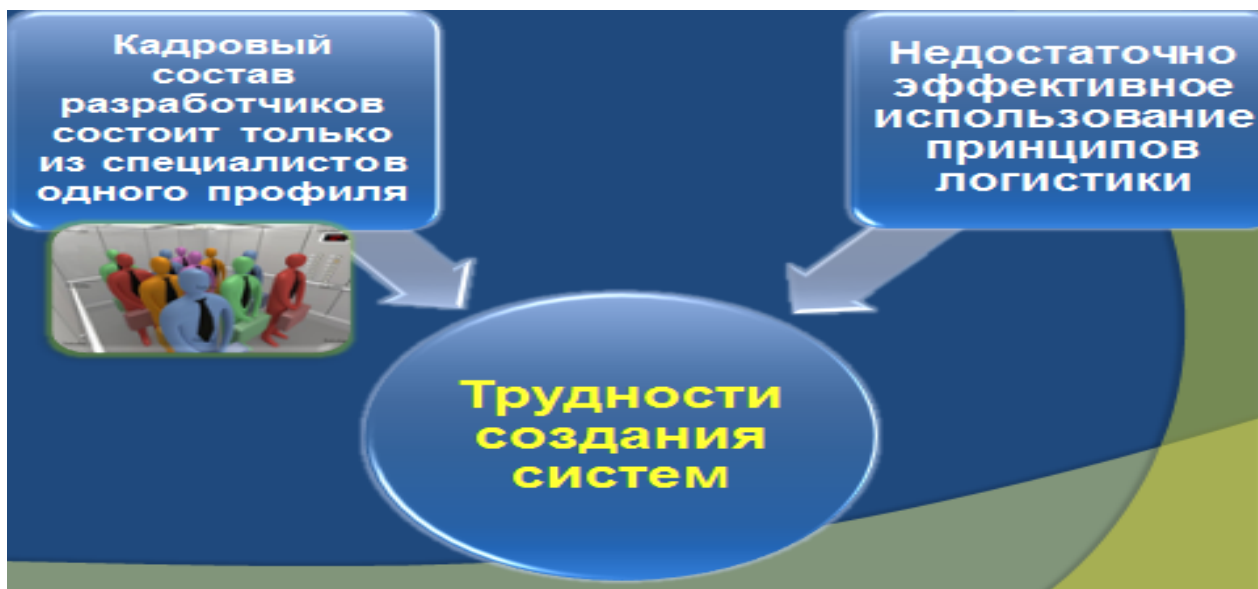 Кадровый
состав
разработчиков
состоит только
из специалистов
одного профиля
Недостаточно
эффективное
использование
принципов
логистики
Трудности
создания
систем